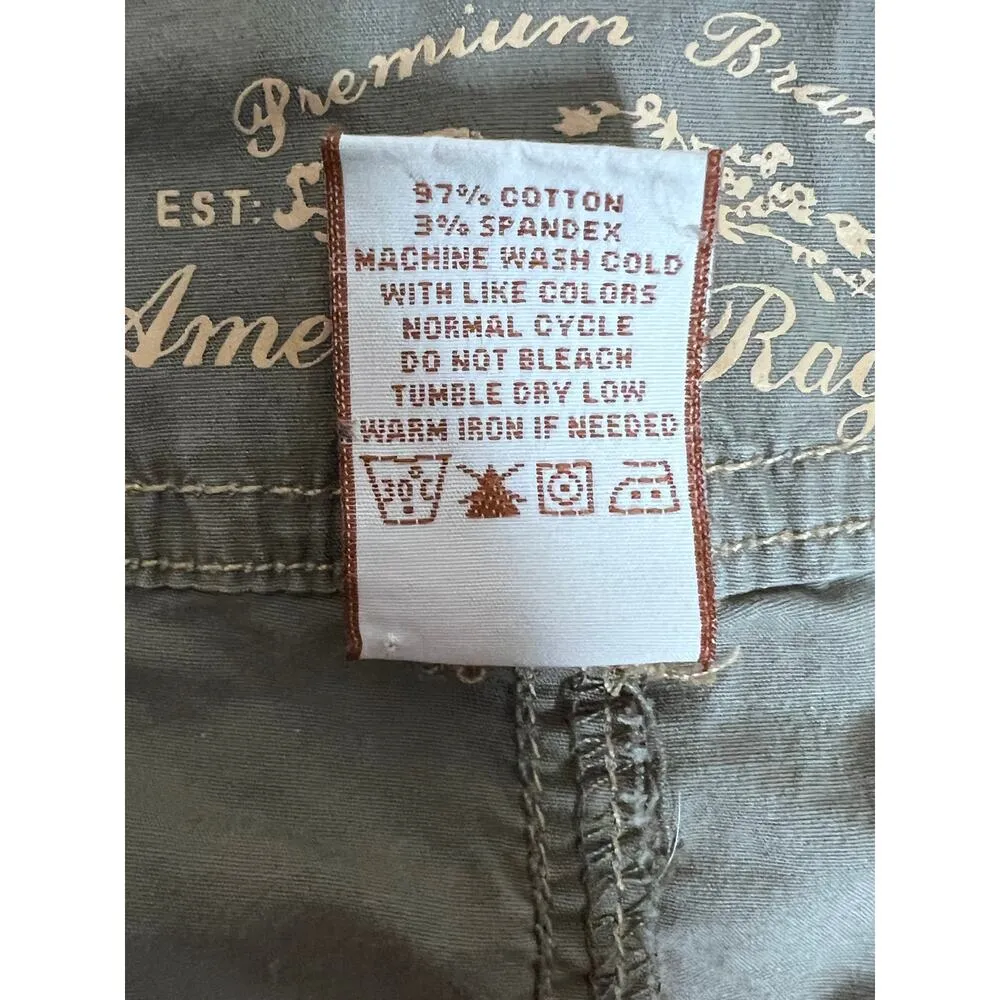 Premium
EST:
97% COTTON
3% SPANDEX
MACHINE WASH COLD
WITH LIKE COLORS
NORMAL CYCLE
DO NOT BLEACH
TUMBLE DRY LOW
WARM IRON IF NEEDED
30°C